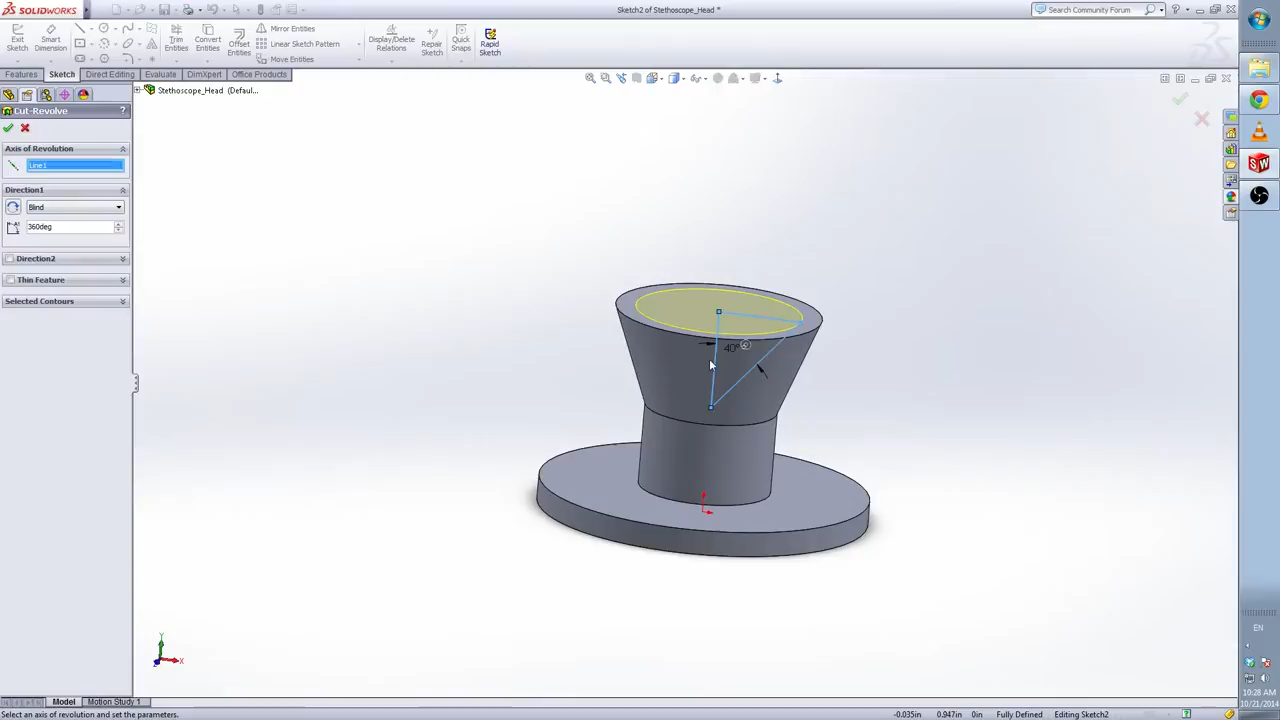 SOLIDWORKS
Sketch2 of Stethoscope_Head *
Search Community Forum
Exit Sketch
Smart Dimension
Trim Entities
Convert Entities
Offset Entities
Mirror Entities
Linear Sketch Pattern
Move Entities
Display/Delete Relations
Repair Sketch
Quick Snaps
Rapid Sketch
Features
Sketch
Direct Editing
Evaluate
DimXpert
Office Products
Stethoscope_Head (Defaul...
Cut-Revolve
?
Axis of Revolution
Line1
Direction1
Blind
360deg
Direction2
Thin Feature
Selected Contours
40°
Y
X
Z
EN
10:28 AM
10/21/2014
Model
Motion Study 1
Select an axis of revolution and set the parameters.
-0.035in
0.947in
0in
Fully Defined
Editing Sketch2